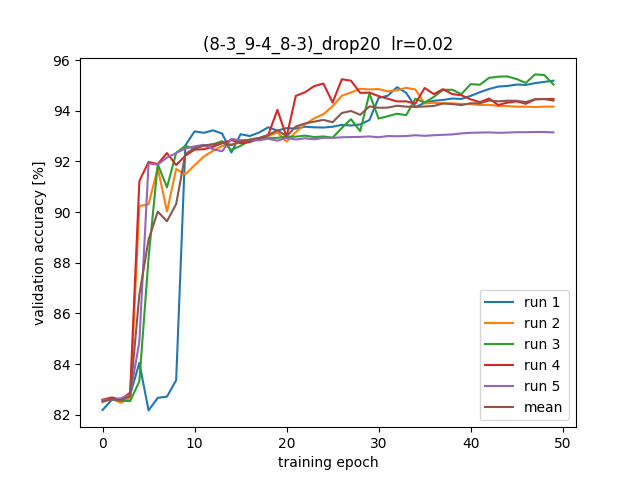 (8-3_9-4_8-3)_drop20  lr=0.02
validation accuracy [%]
96
94
92
90
88
86
84
82
0 10 20 30 40 50
training epoch
run 1
run 2
run 3
run 4
run 5
mean